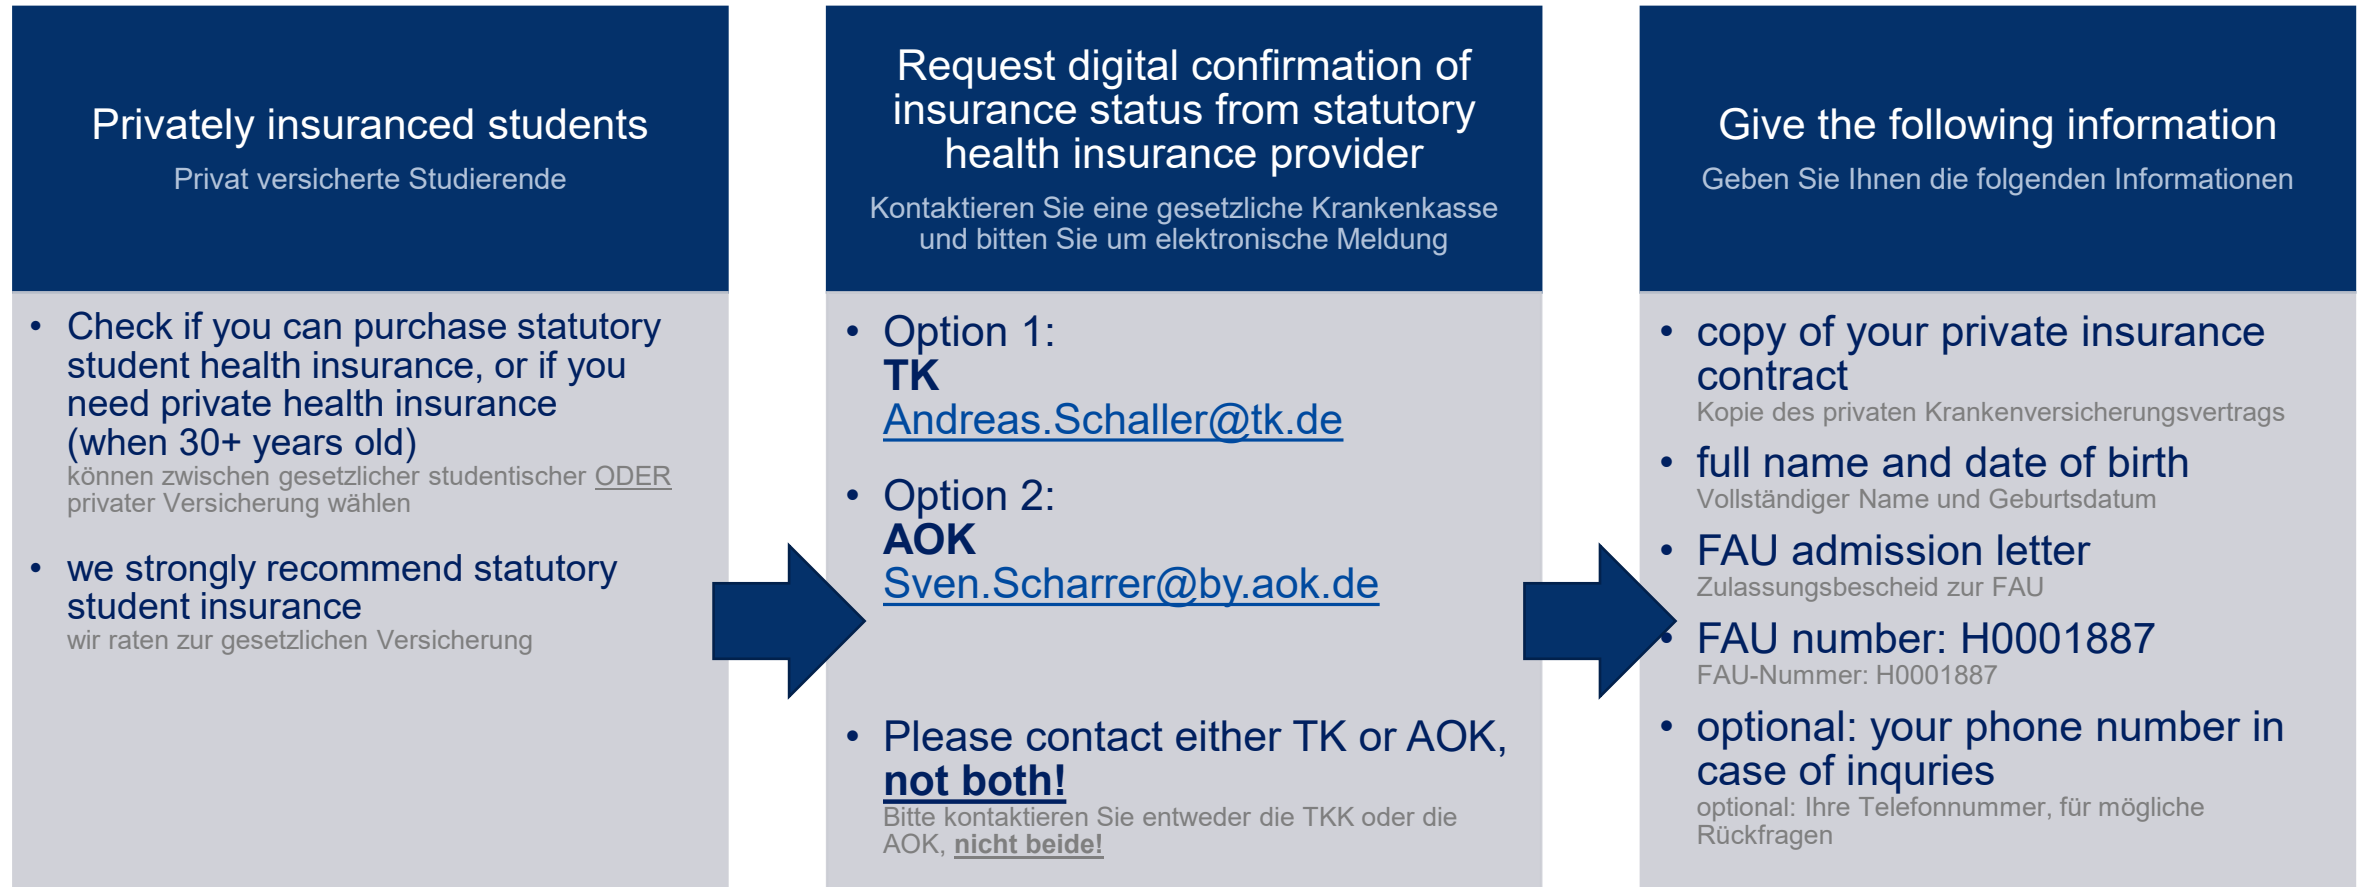 Privately insuranced students
Privat versicherte Studierende
• Check if you can purchase statutory
student health insurance, or if you
need private health insurance
(when 30+ years old)
können zwischen gesetzlicher studentischer ODER
privater Versicherung wählen
• we strongly recommend statutory
student insurance
wir raten zur gesetzlichen Versicherung
Request digital confirmation of
insurance status from statutory
health insurance provider
Kontaktieren Sie eine gesetzliche Krankenkasse
und bitten Sie um elektronische Meldung
• Option 1:
TK
Andreas.Schaller@tk.de
• Option 2:
AOK
Sven.Scharrer@by.aok.de
• Please contact either TK or AOK,
not both!
Bitte kontaktieren Sie entweder die TKK oder die
AOK, nicht beide!
Give the following information
Geben Sie Ihnen die folgenden Informationen
• copy of your private insurance
contract
Kopie des privaten Krankenversicherungsvertrags
• full name and date of birth
Vollständiger Name und Geburtsdatum
• FAU admission letter
Zulassungsbescheid zur FAU
• FAU number: H0001887
FAU-Nummer: H0001887
• optional: your phone number in
case of inquries
optional: Ihre Telefonnummer, für mögliche
Rückfragen